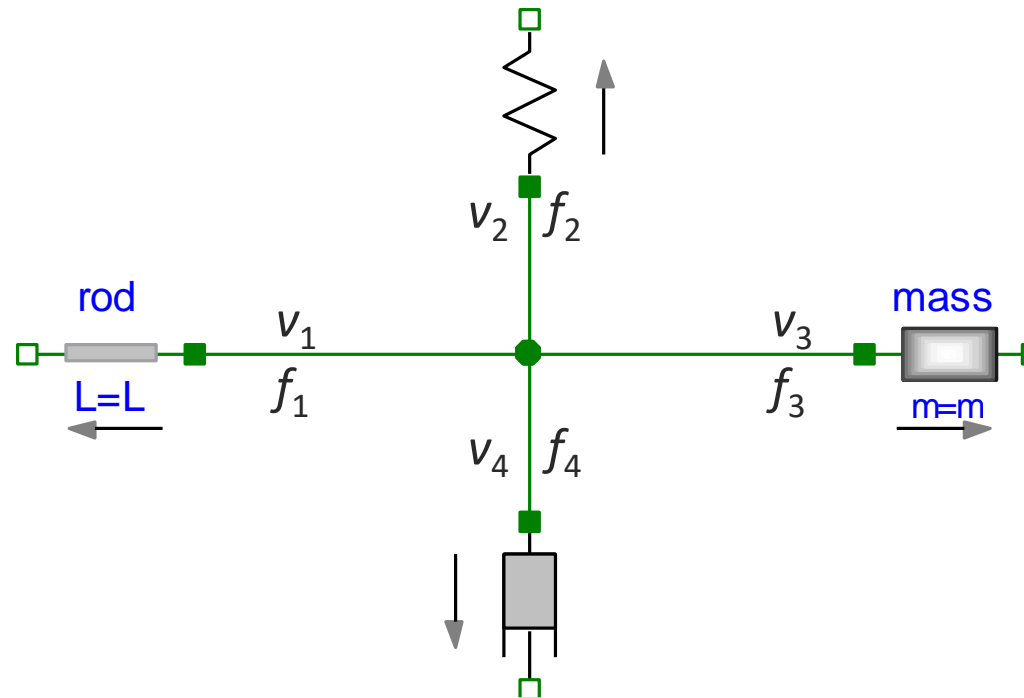 v₂ f₂
rod
mass
v₁
v₃
L=L
f₁
f₃
m=m
v₄ f₄